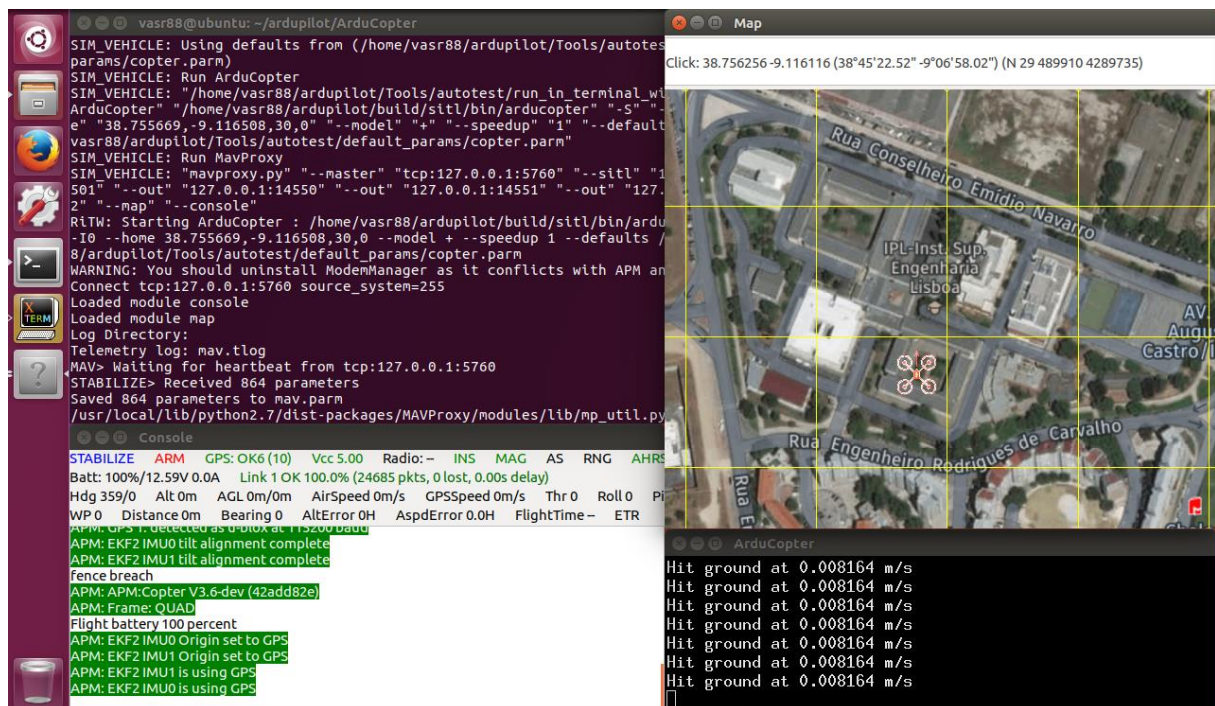 vasr88@ubuntu: ~/ardupilot/ArduCopter
SIM_VEHICLE: Using defaults from (/home/vasr88/ardupilot/Tools/autotes
params/copter.parm)
SIM_VEHICLE: Run ArduCopter
SIM_VEHICLE: "/home/vasr88/ardupilot/Tools/autotest/run_in_terminal_wi
ArduCopter" "/home/vasr88/ardupilot/build/sitl/bin/arducopter" "-S" "-
e" "38.755669,-9.116508,30,0" "--model" "+" "--speedup" "1" "--default
vasr88/ardupilot/Tools/autotest/default_params/copter.parm"
SIM_VEHICLE: Run MavProxy
SIM_VEHICLE: "mavproxy.py" "--master" "tcp:127.0.0.1:5760" "--sitl" "1
501" "--out" "127.0.0.1:14550" "--out" "127.0.0.1:14551" "--out" "127.
2" "--map" "--console"
RiTW: Starting ArduCopter : /home/vasr88/ardupilot/build/sitl/bin/ardu
-I0 --home 38.755669,-9.116508,30,0 --model + --speedup 1 --defaults /
8/ardupilot/Tools/autotest/default_params/copter.parm
WARNING: You should uninstall ModemManager as it conflicts with APM an
Connect tcp:127.0.0.1:5760 source_system=255
Loaded module console
Loaded module map
Log Directory:
Telemetry log: mav.tlog
MAV> Waiting for heartbeat from tcp:127.0.0.1:5760
STABILIZE> Received 864 parameters
Saved 864 parameters to mav.parm
/usr/local/lib/python2.7/dist-packages/MAVProxy/modules/lib/mp_util.py
Console
STABILIZE ARM GPS: OK6 (10) Vcc 5.00 Radio: -- INS MAG AS RNG AHRS
Batt: 100%/12.59V 0.0A Link 1 OK 100.0% (24685 pkts, 0 lost, 0.00s delay)
Hdg 359/0 Alt 0m AGL 0m/0m AirSpeed 0m/s GPSSpeed 0m/s Thr 0 Roll 0 Pi
WP 0 Distance 0m Bearing 0 AltError 0H AspdError 0.0H FlightTime -- ETR
APM: GPS 1: detected as u-blox at 115200 baud
APM: EKF2 IMU0 tilt alignment complete
APM: EKF2 IMU1 tilt alignment complete
fence breach
APM: APM:Copter V3.6-dev (42add82e)
APM: Frame: QUAD
Flight battery 100 percent
APM: EKF2 IMU0 Origin set to GPS
APM: EKF2 IMU1 Origin set to GPS
APM: EKF2 IMU1 is using GPS
APM: EKF2 IMU0 is using GPS
Map
Click: 38.756256 -9.116116 (38°45'22.52" -9°06'58.02") (N 29 489910 4289735)
Rua Conselheiro Emídio Navarro
IPL-Inst. Sup.
Engenharia
Lisboa
AV.
Augu
Castro/I
Rua Engenheiro Rodrigues de Carvalho
Rua E
ArduCopter
Hit ground at 0.008164 m/s
Hit ground at 0.008164 m/s
Hit ground at 0.008164 m/s
Hit ground at 0.008164 m/s
Hit ground at 0.008164 m/s
Hit ground at 0.008164 m/s
Hit ground at 0.008164 m/s
X
TERM